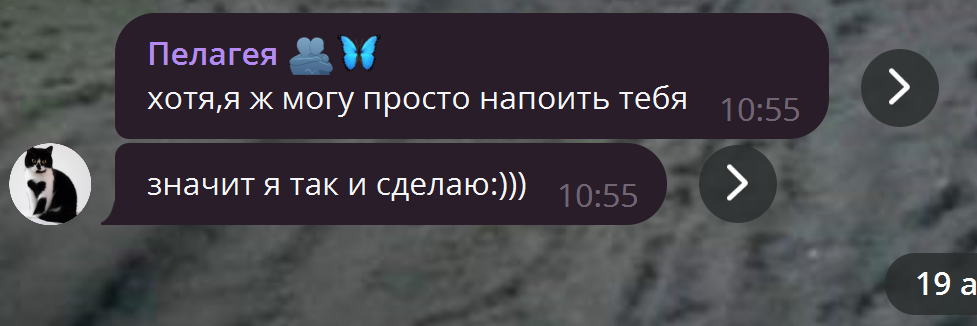 Пелагея 🫂🦋
хотя,я ж могу просто напоить тебя 10:55
значит я так и сделаю:))) 10:55
19 а